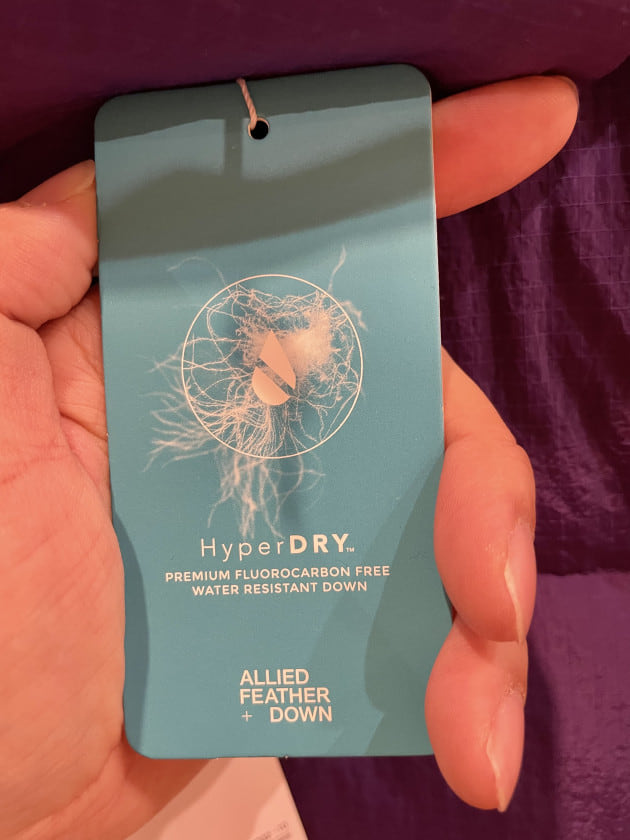 HyperDRY™
PREMIUM FLUOROCARBON FREE
WATER RESISTANT DOWN
ALLIED
FEATHER
+ DOWN